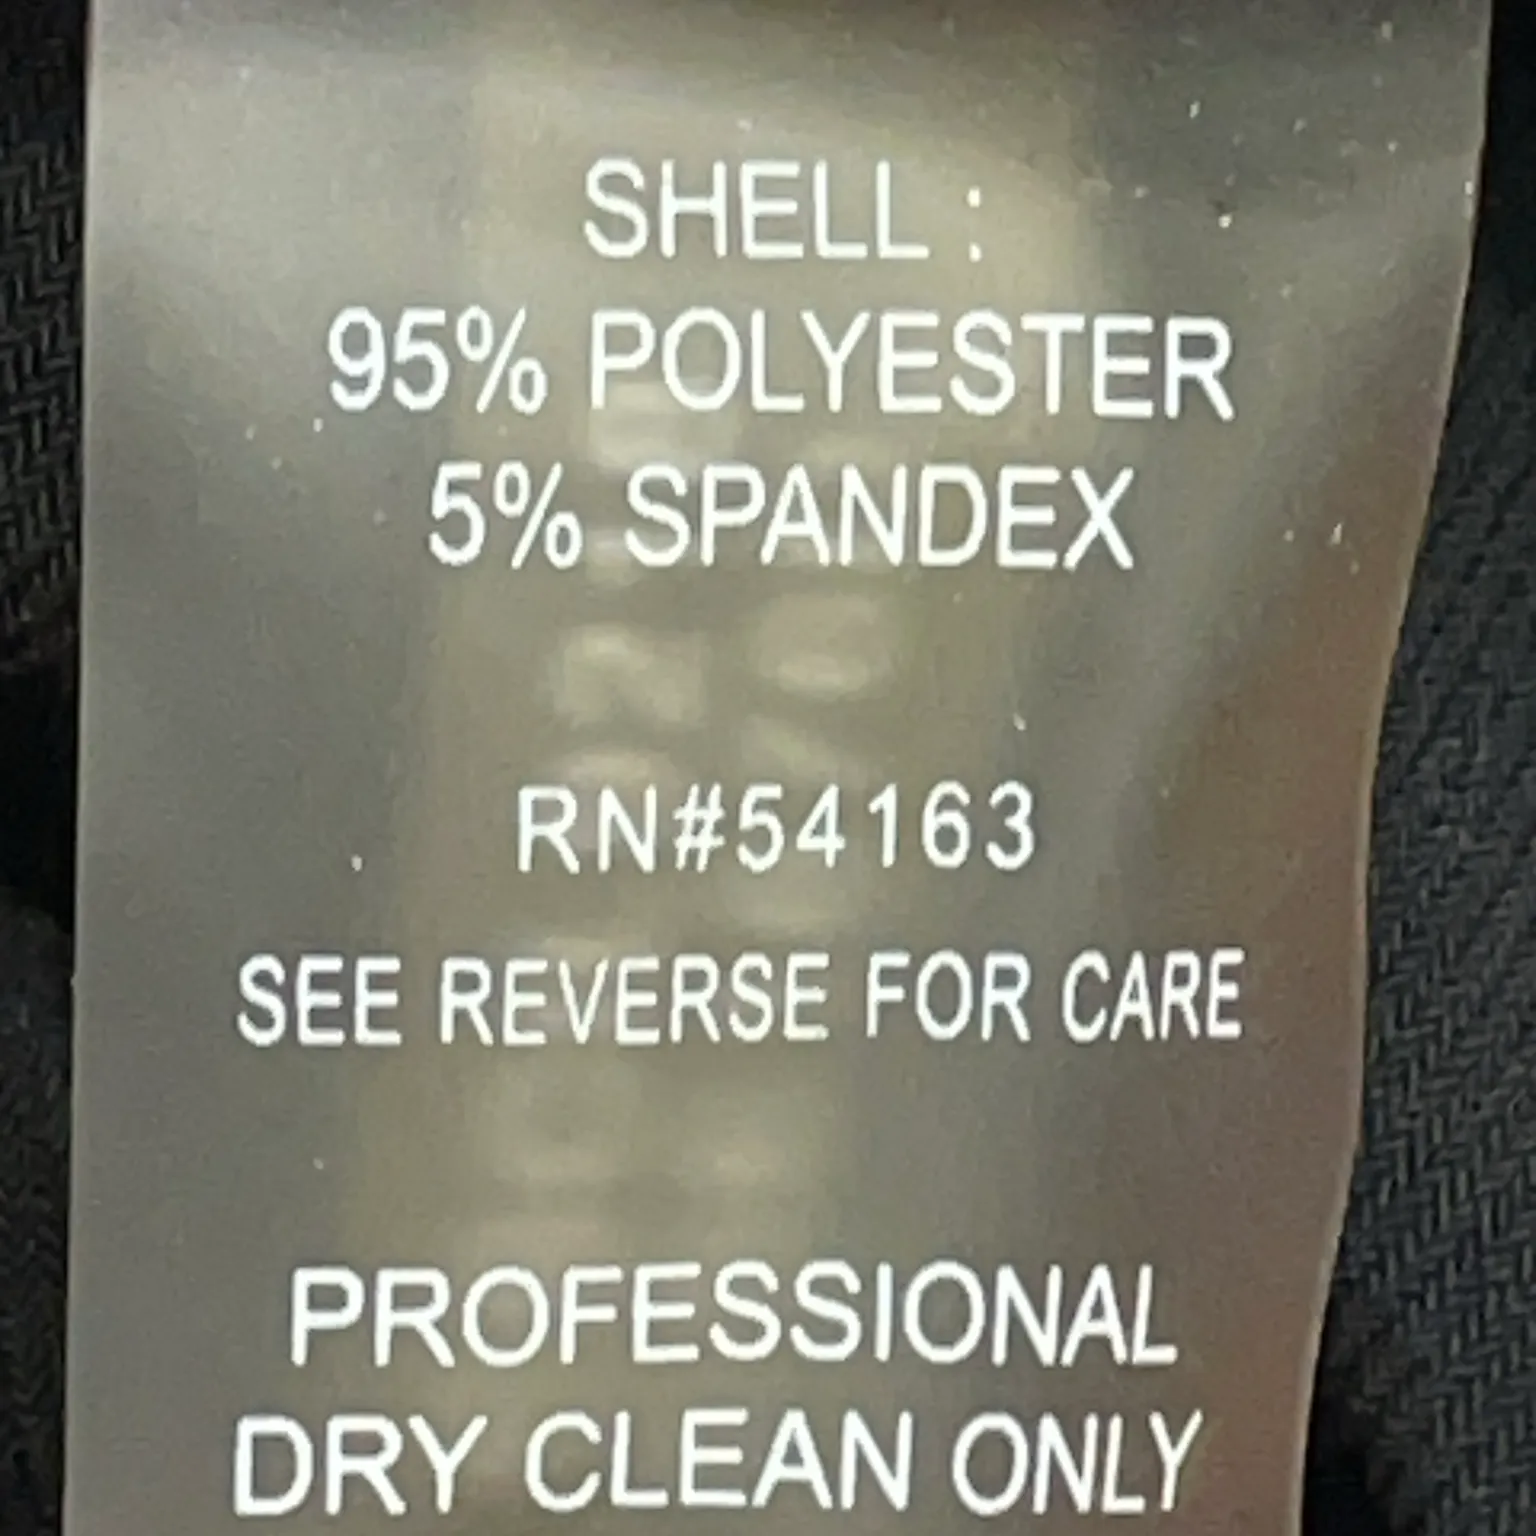 SHELL :
95% POLYESTER
5% SPANDEX
RN#54163
SEE REVERSE FOR CARE
PROFESSIONAL
DRY CLEAN ONLY